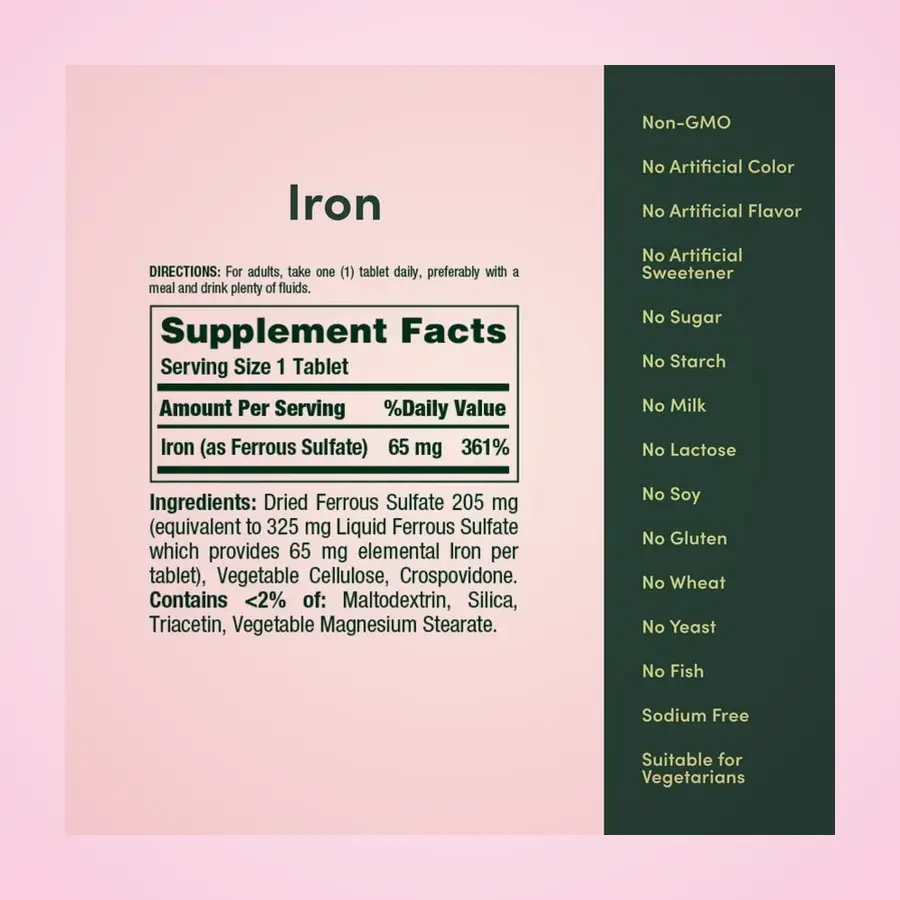 Iron
DIRECTIONS: For adults, take one (1) tablet daily, preferably with a
meal and drink plenty of fluids.
Supplement Facts
Serving Size 1 Tablet
Amount Per Serving %Daily Value
Iron (as Ferrous Sulfate) 65 mg 361%
Ingredients: Dried Ferrous Sulfate 205 mg
(equivalent to 325 mg Liquid Ferrous Sulfate
which provides 65 mg elemental Iron per
tablet), Vegetable Cellulose, Crospovidone.
Contains <2% of: Maltodextrin, Silica,
Triacetin, Vegetable Magnesium Stearate.
Non-GMO
No Artificial Color
No Artificial Flavor
No Artificial
Sweetener
No Sugar
No Starch
No Milk
No Lactose
No Soy
No Gluten
No Wheat
No Yeast
No Fish
Sodium Free
Suitable for
Vegetarians